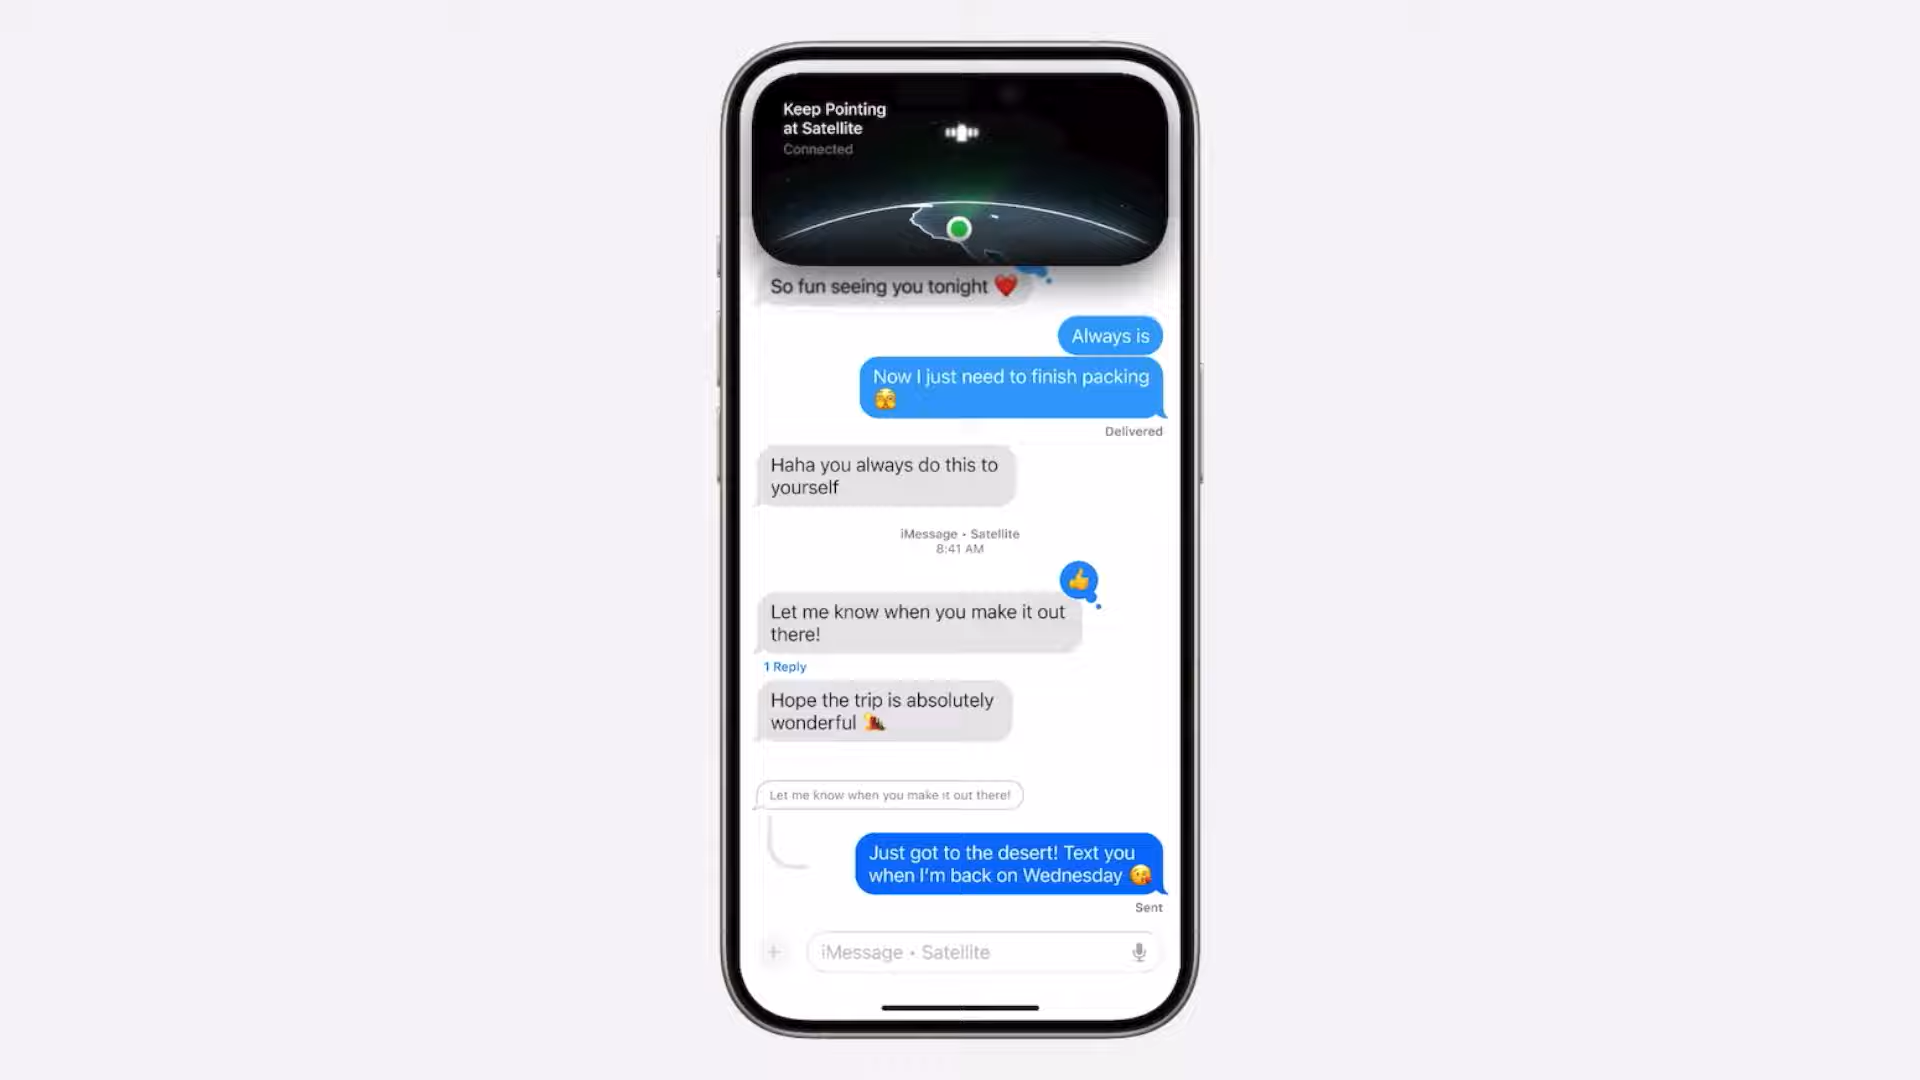 Keep Pointing
at Satellite
Connected
So fun seeing you tonight ❤️
Always is
Now I just need to finish packing
🫣
Delivered
Haha you always do this to
yourself
iMessage • Satellite
8:41 AM
Let me know when you make it out
there!
1 Reply
Hope the trip is absolutely
wonderful
Let me know when you make it out there!
Just got to the desert! Text you
when I'm back on Wednesday 😘
Sent
iMessage • Satellite